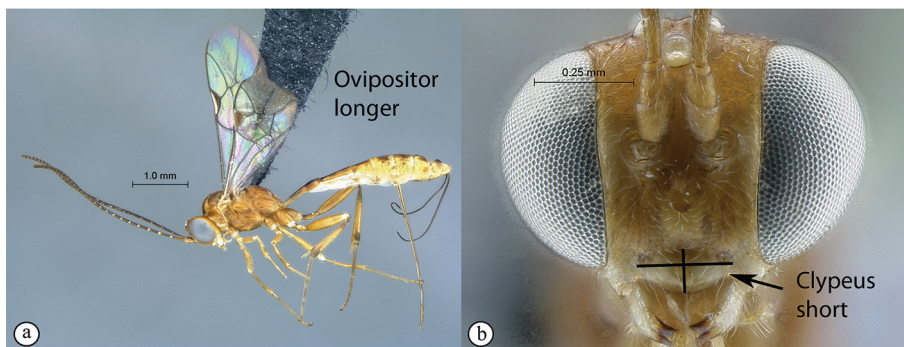 Ovipositor
longer
1.0 mm
a
0.25 mm
Clypeus
short
b